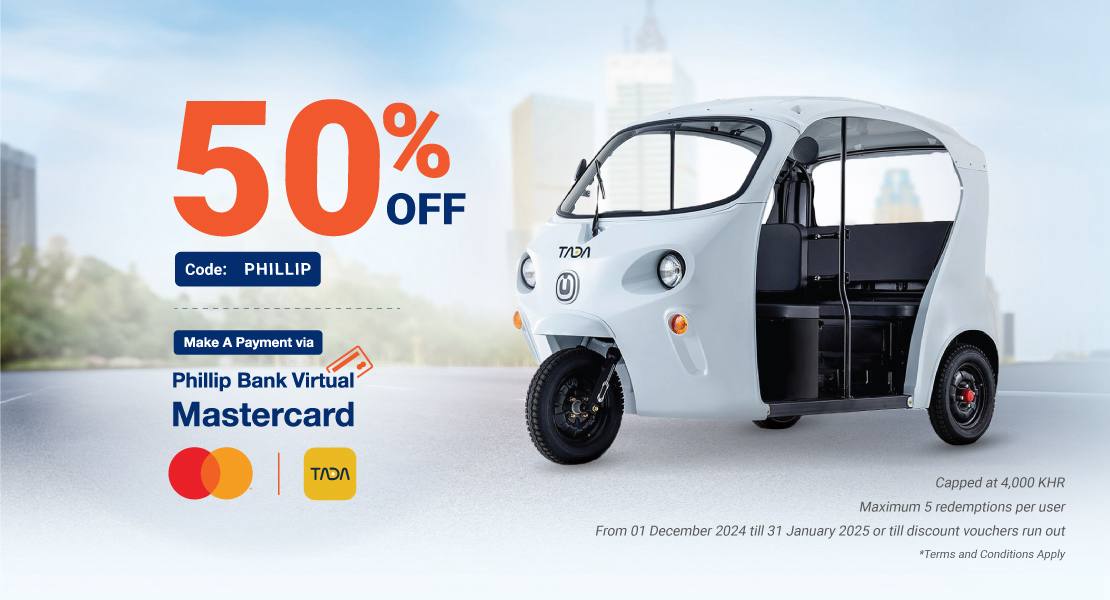 50%
OFF
Code: PHILLIP
Make A Payment via
Phillip Bank Virtual
Mastercard
TADA
TADA
Capped at 4,000 KHR
Maximum 5 redemptions per user
From 01 December 2024 till 31 January 2025 or till discount vouchers run out
*Terms and Conditions Apply